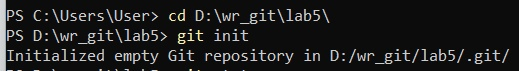 PS C:\Users\User> cd D:\wr_git\lab5\
PS D:\wr_git\lab5> git init
Initialized empty Git repository in D:/wr_git/lab5/.git/